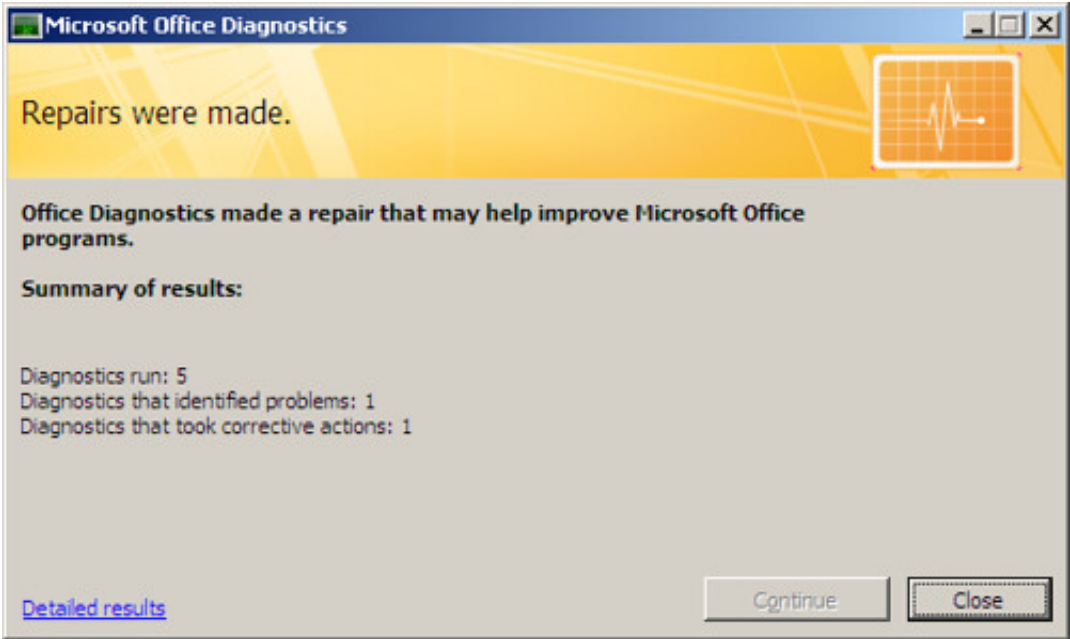 Microsoft Office Diagnostics
Repairs were made.
Office Diagnostics made a repair that may help improve Microsoft Office
programs.
Summary of results:
Diagnostics run: 5
Diagnostics that identified problems: 1
Diagnostics that took corrective actions: 1
Detailed results
Continue
Close